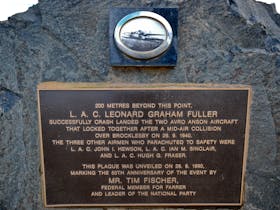 200 METRES BEYOND THIS POINT,
L. A. C. LEONARD GRAHAM FULLER
SUCCESSFULLY CRASH LANDED THE TWO AVRO ANSON AIRCRAFT
THAT LOCKED TOGETHER AFTER A MID-AIR COLLISION
OVER BROCKLESBY ON 29. 9. 1940.
THE THREE OTHER AIRMEN WHO PARACHUTED TO SAFETY WERE
L. A. C. JOHN I. HEWSON, L. A. C. IAN M. SINCLAIR,
AND L. A. C. HUGH G. FRASER.
THIS PLAQUE WAS UNVEILED ON 29. 9. 1990,
MARKING THE 50TH ANNIVERSARY OF THE EVENT BY
MR. TIM FISCHER,
FEDERAL MEMBER FOR FARRER
AND LEADER OF THE NATIONAL PARTY